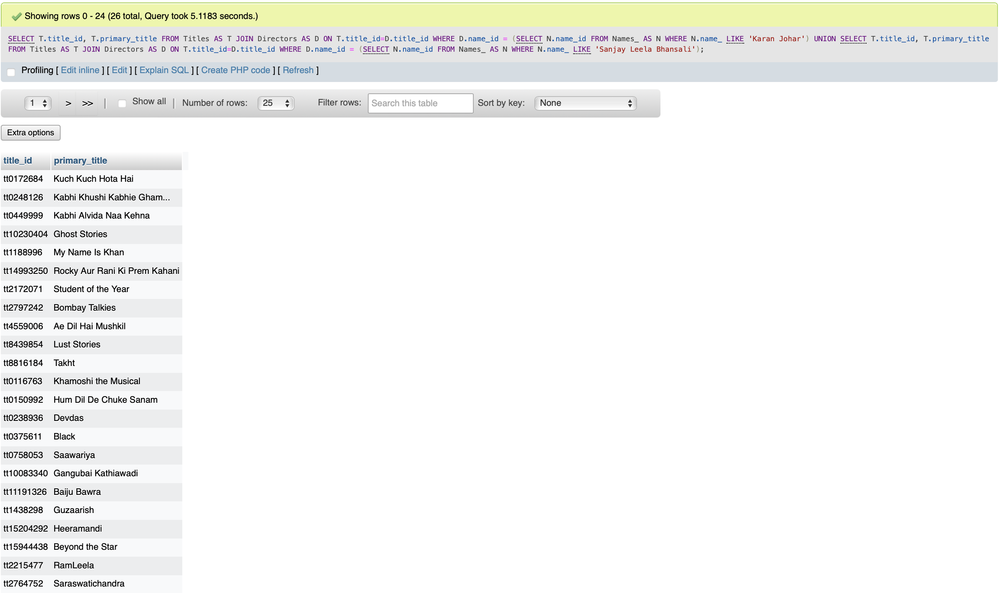 Showing rows 0 - 24 (26 total, Query took 5.1183 seconds.)
SELECT T.title_id, T.primary_title FROM Titles AS T JOIN Directors AS D ON T.title_id=D.title_id WHERE D.name_id = (SELECT N.name_id FROM Names_ AS N WHERE N.name_ LIKE 'Karan Johar') UNION SELECT T.title_id, T.primary_title
FROM Titles AS T JOIN Directors AS D ON T.title_id=D.title_id WHERE D.name_id = (SELECT N.name_id FROM Names_ AS N WHERE N.name_ LIKE 'Sanjay Leela Bhansali');
Profiling [ Edit inline ] [ Edit ] [ Explain SQL ] [ Create PHP code ] [ Refresh ]
1 > >> | Show all | Number of rows: 25 Filter rows: Search this table Sort by key: None
Extra options
title_id primary_title
tt0172684 Kuch Kuch Hota Hai
tt0248126 Kabhi Khushi Kabhie Gham...
tt0449999 Kabhi Alvida Naa Kehna
tt10230404 Ghost Stories
tt1188996 My Name Is Khan
tt14993250 Rocky Aur Rani Ki Prem Kahani
tt2172071 Student of the Year
tt2797242 Bombay Talkies
tt4559006 Ae Dil Hai Mushkil
tt8439854 Lust Stories
tt8816184 Takht
tt0116763 Khamoshi the Musical
tt0150992 Hum Dil De Chuke Sanam
tt0238936 Devdas
tt0375611 Black
tt0758053 Saawariya
tt10083340 Gangubai Kathiawadi
tt11191326 Baiju Bawra
tt1438298 Guzaarish
tt15204292 Heeramandi
tt15944438 Beyond the Star
tt2215477 RamLeela
tt2764752 Saraswatichandra